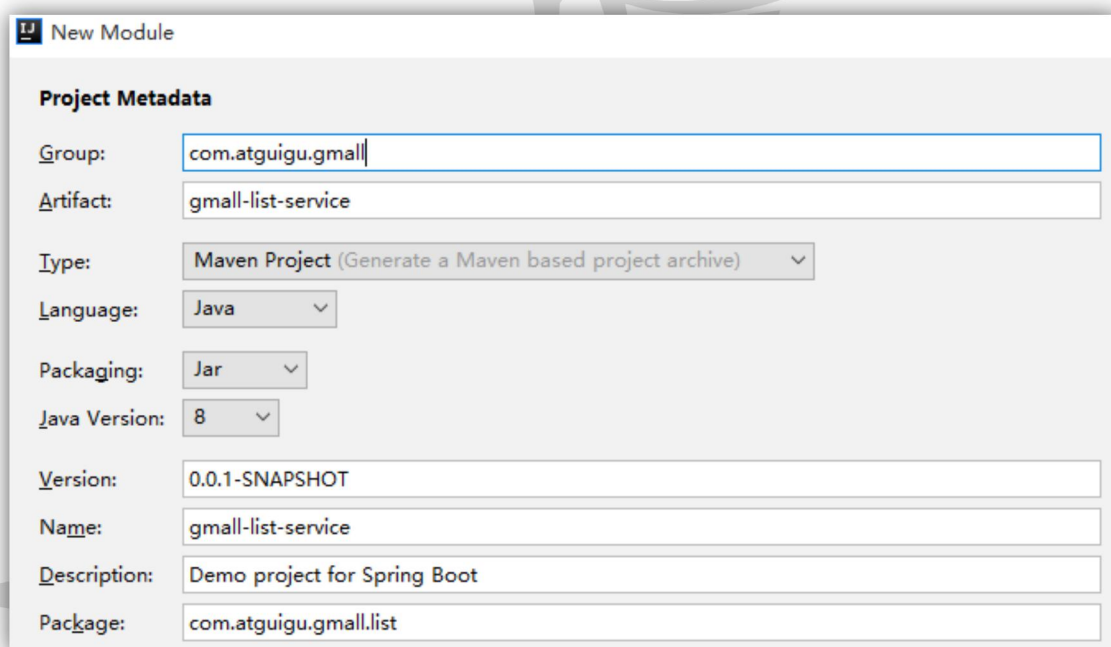 New Module
Project Metadata
Group: com.atguigu.gmall
Artifact: gmall-list-service
Type: Maven Project (Generate a Maven based project archive)
Language: Java
Packaging: Jar
Java Version: 8
Version: 0.0.1-SNAPSHOT
Name: gmall-list-service
Description: Demo project for Spring Boot
Package: com.atguigu.gmall.list